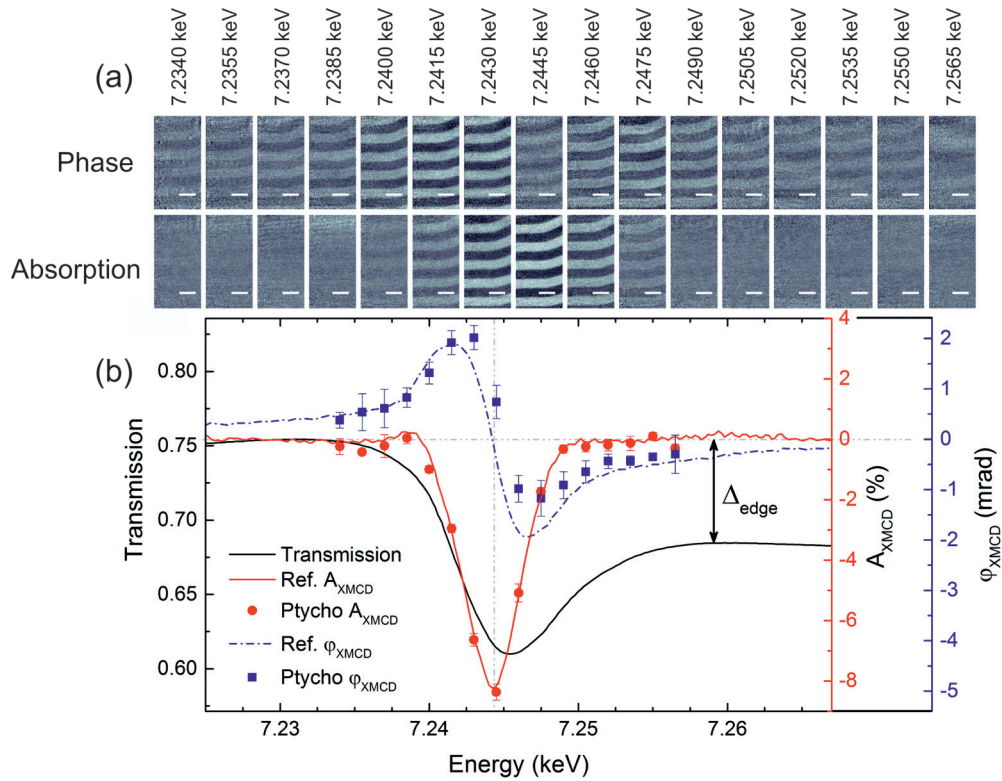 7.23400 keV
7.2355 keV
7.2370 keV
7.2385 keV
7.2400 keV
7.2415 keV
7.2430 keV
7.2445 keV
7.2460 keV
7.2475 keV
7.2490 keV
7.2505 keV
7.2520 keV
7.2535 keV
7.2550 keV
7.2565 keV
(a)
Phase
Absorption
(b)
0.80
0.75
0.70
0.65
0.60
Transmission
Transmission
Ref. A_XMCD
Ptycho A_XMCD
Ref. φ_XMCD
Ptycho φ_XMCD
Δ_edge
4
2
0
-2
-4
-6
-8
A_XMCD (%)
2
1
0
-1
-2
-3
-4
-5
φ_XMCD (mrad)
7.23 7.24 7.25 7.26
Energy (keV)